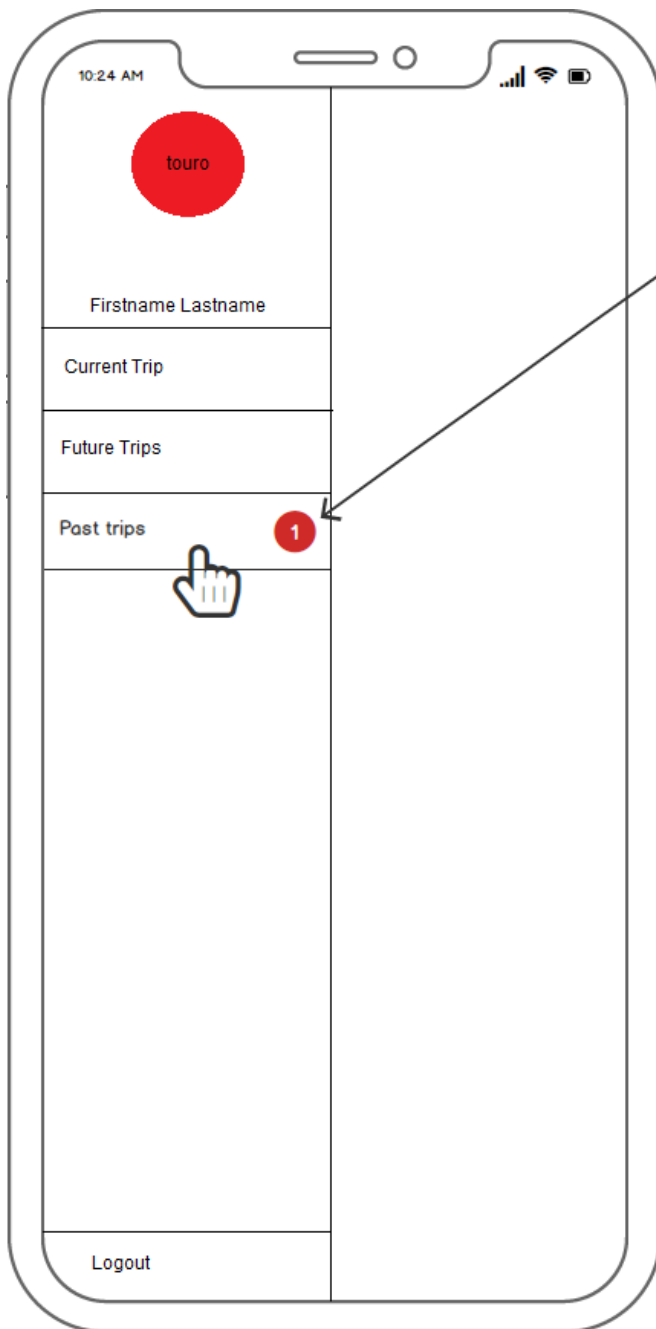 10:24 AM
touro
Firstname Lastname
Current Trip
Future Trips
Past trips
1
Logout